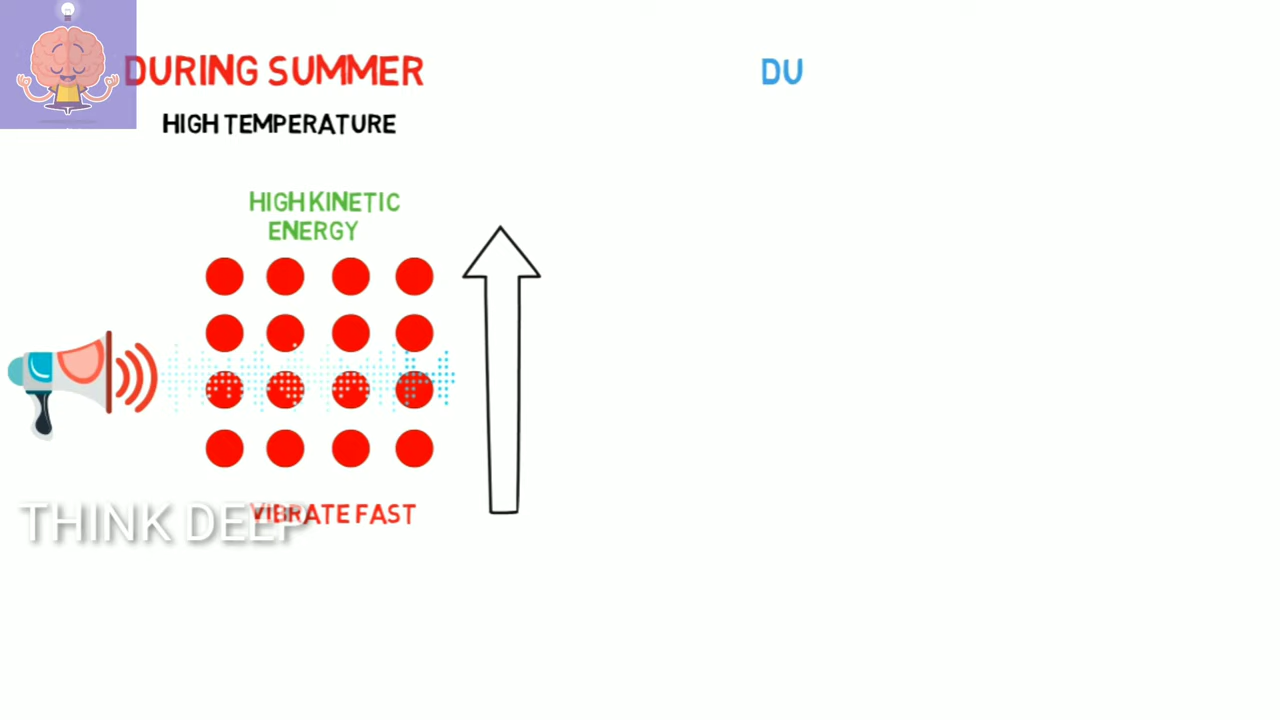 DURING SUMMER
DU
HIGH TEMPERATURE
HIGH KINETIC
ENERGY
VIBRATE FAST
THINK DEEP